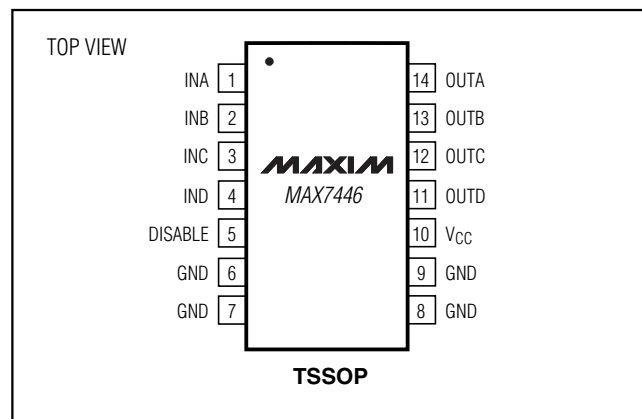 TOP VIEW
INA 1
INB 2
INC 3
IND 4
DISABLE 5
GND 6
GND 7
MAXIM
MAX7446
14 OUTA
13 OUTB
12 OUTC
11 OUTD
10 VCC
9 GND
8 GND
TSSOP